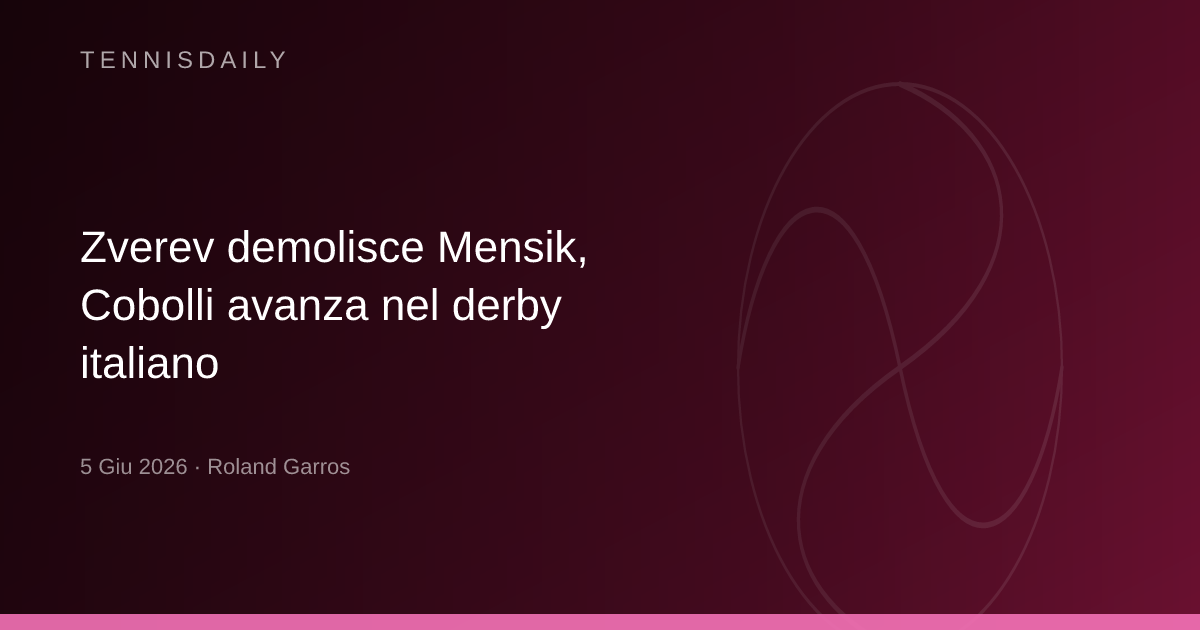 TENNISDAILY
Zverev demolisce Mensik,
Cobolli avanza nel derby
italiano
5 Giu 2026 · Roland Garros